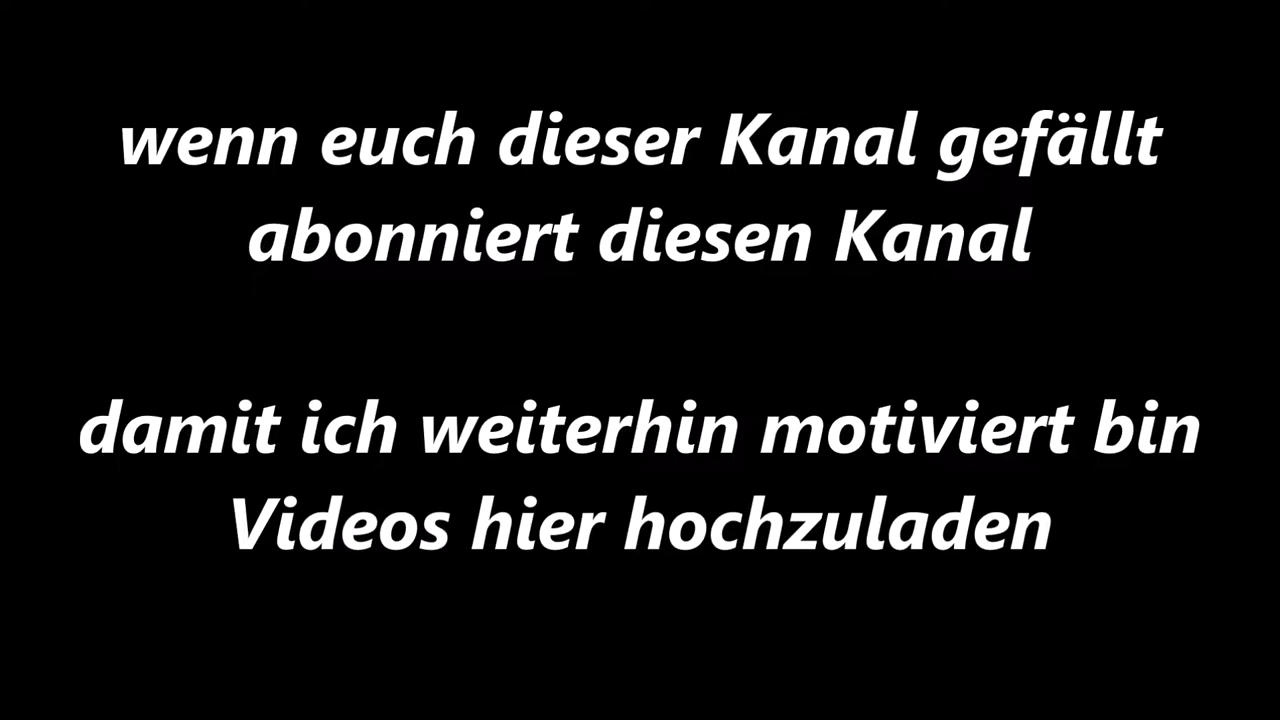 wenn euch dieser Kanal gefällt
abonniert diesen Kanal
damit ich weiterhin motiviert bin
Videos hier hochzuladen